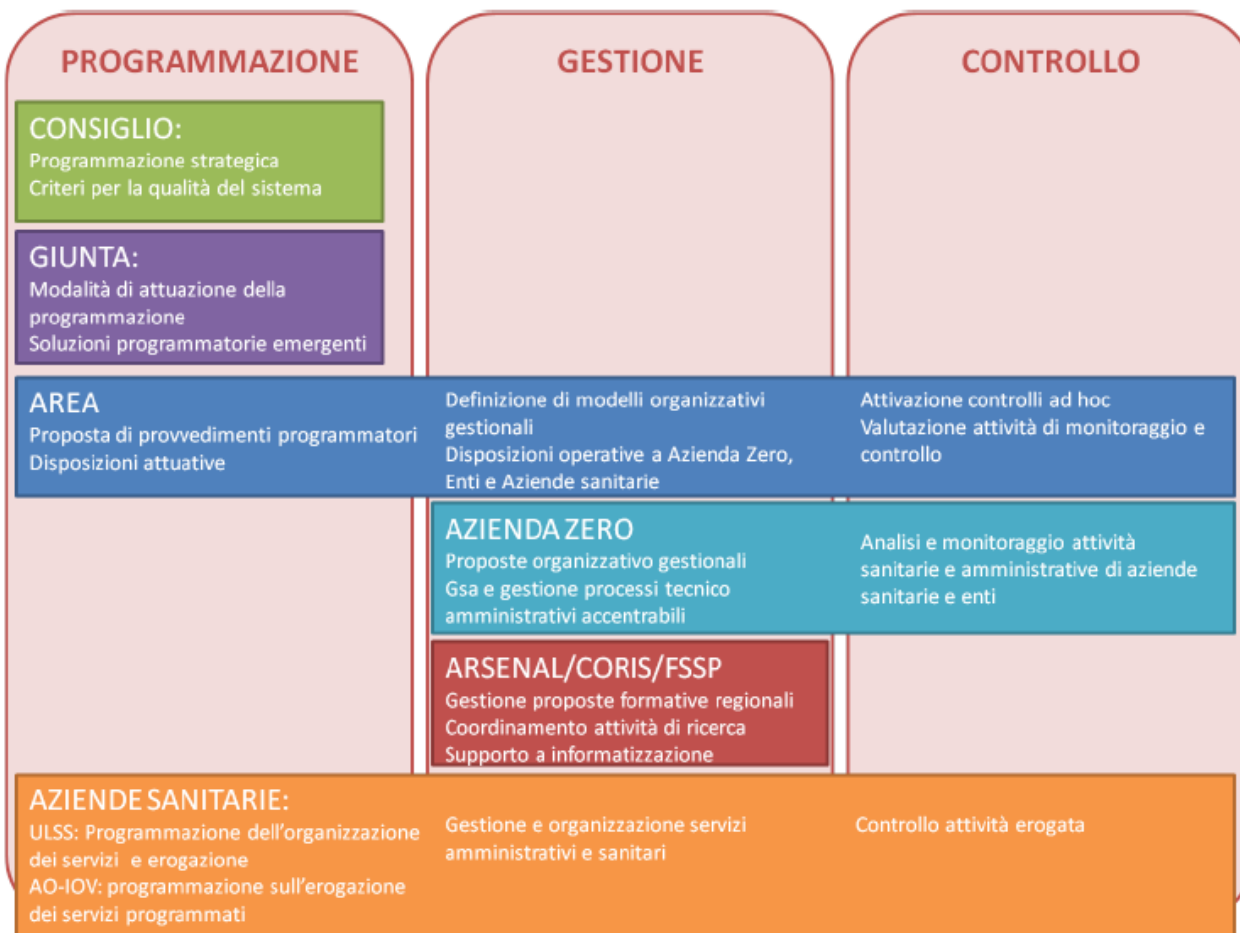 PROGRAMMAZIONE
GESTIONE
CONTROLLO
CONSIGLIO:
Programmazione strategica
Criteri per la qualità del sistema
GIUNTA:
Modalità di attuazione della
programmazione
Soluzioni programmatorie emergenti
AREA
Proposta di provvedimenti programmatori
Disposizioni attuative
Definizione di modelli organizzativi
gestionali
Disposizioni operative a Azienda Zero,
Enti e Aziende sanitarie
Attivazione controlli ad hoc
Valutazione attività di monitoraggio e
controllo
AZIENDA ZERO
Proposte organizzativo gestionali
Gsa e gestione processi tecnico
amministrativi accentrabili
Analisi e monitoraggio attività
sanitarie e amministrative di aziende
sanitarie e enti
ARSENAL/CORIS/FSSP
Gestione proposte formative regionali
Coordinamento attività di ricerca
Supporto a informatizzazione
AZIENDE SANITARIE:
ULSS: Programmazione dell'organizzazione
dei servizi e erogazione
AO-IOV: programmazione sull'erogazione
dei servizi programmati
Gestione e organizzazione servizi
amministrativi e sanitari
Controllo attività erogata